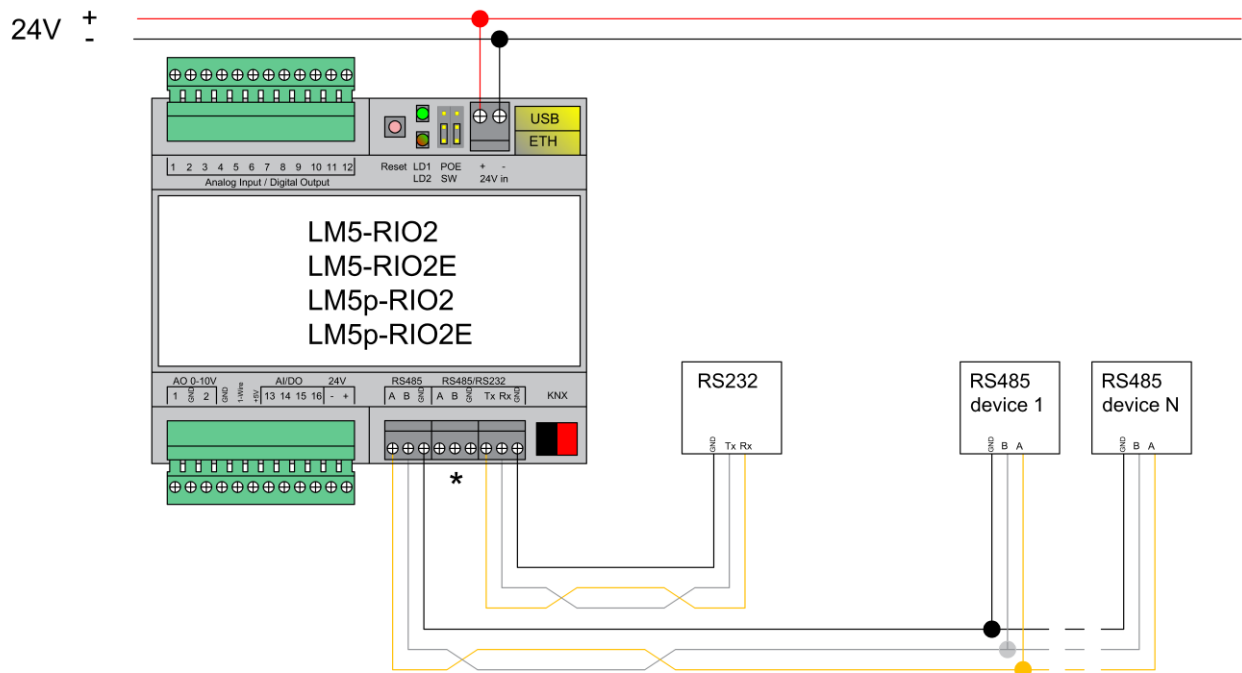 24V + -
USB
ETH
1 2 3 4 5 6 7 8 9 10 11 12
Analog Input / Digital Output
Reset LD1 POE + -
LD2 SW 24V in
LM5-RIO2
LM5-RIO2E
LM5p-RIO2
LM5p-RIO2E
AO 0-10V AI/DO 24V RS485 RS485/RS232
1 GND 2 GND 1-Wire +5V 13 14 15 16 - + A B GND A B GND Tx Rx GND KNX
*
RS232
GND Tx Rx
RS485
device 1
GND B A
RS485
device N
GND B A